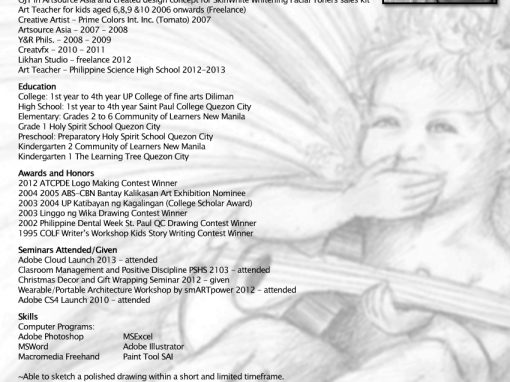 OJT in Artsource Asia and created design concept for SkinWhite Whitening Facial Toners sales kit
Art Teacher for kids aged 6,8,9 &10 2006 onwards (Freelance)
Creative Artist – Prime Colors Int. Inc. (Tomato) 2007
Artsource Asia – 2007 – 2008
Y&R Phils. – 2008 – 2009
Creatvfx – 2010 – 2011
Likhan Studio – freelance 2012
Art Teacher – Philippine Science High School 2012–2013
Education
College: 1st year to 4th year UP College of fine arts Diliman
High School: 1st year to 4th year Saint Paul College Quezon City
Elementary: Grades 2 to 6 Community of Learners New Manila
Grade 1 Holy Spirit School Quezon City
Preschool: Preparatory Holy Spirit School Quezon City
Kindergarten 2 Community of Learners New Manila
Kindergarten 1 The Learning Tree Quezon City
Awards and Honors
2012 ATCPDE Logo Making Contest Winner
2004 2005 ABS–CBN Bantay Kalikasan Art Exhibition Nominee
2003 2004 UP Katibayan ng Kagalingan (College Scholar Award)
2003 Linggo ng Wika Drawing Contest Winner
2002 Philippine Dental Week St. Paul QC Drawing Contest Winner
1995 COLF Writer's Workshop Kids Story Writing Contest Winner
Seminars Attended/Given
Adobe Cloud Launch 2013 – attended
Clasroom Management and Positive Discipline PSHS 2103 – attended
Christmas Decor and Gift Wrapping Seminar 2012 – given
Wearable/Portable Architecture Workshop by smARTpower 2012 – attended
Adobe CS4 Launch 2010 – attended
Skills
Computer Programs:
Adobe Photoshop MSExcel
MSWord Adobe Illustrator
Macromedia Freehand Paint Tool SAI
~Able to sketch a polished drawing within a short and limited timeframe.